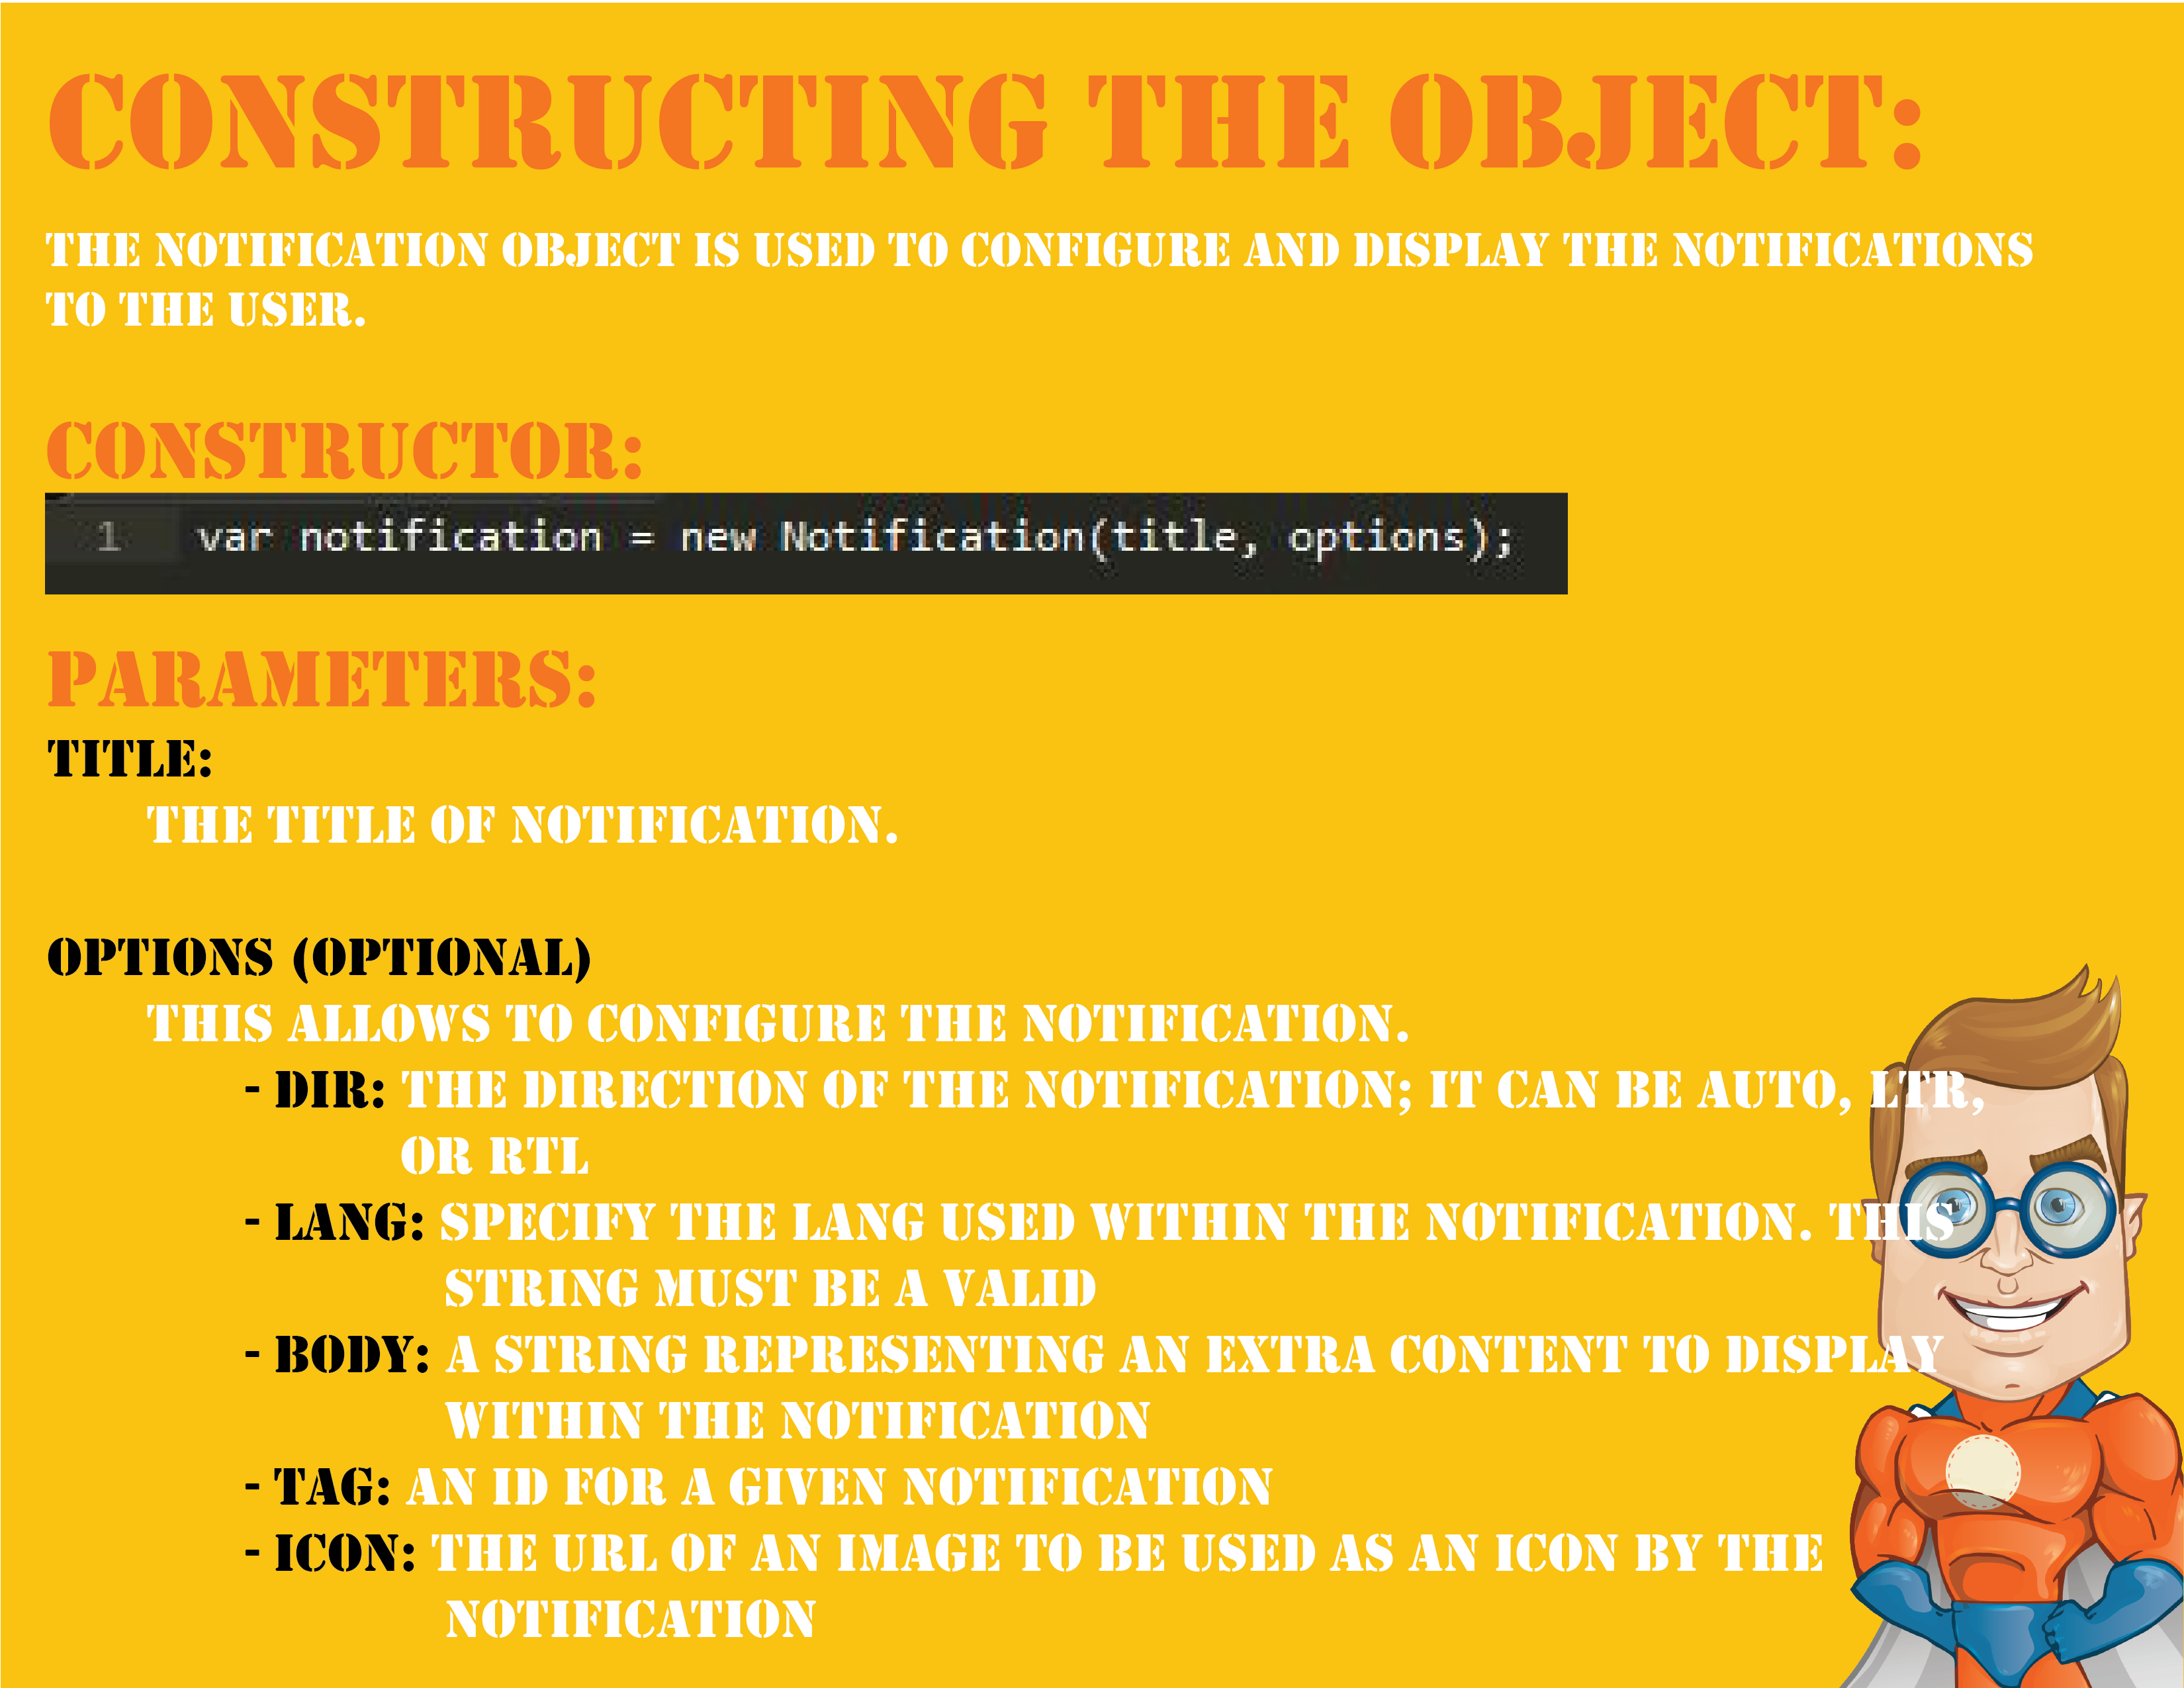 CONSTRUCTING THE OBJECT:
THE NOTIFICATION OBJECT IS USED TO CONFIGURE AND DISPLAY THE NOTIFICATIONS
TO THE USER.
CONSTRUCTOR:
1 var notification = new Notification(title, options);
PARAMETERS:
TITLE:
THE TITLE OF NOTIFICATION.
OPTIONS (OPTIONAL)
THIS ALLOWS TO CONFIGURE THE NOTIFICATION.
- DIR: THE DIRECTION OF THE NOTIFICATION; IT CAN BE AUTO, LTR,
OR RTL
- LANG: SPECIFY THE LANG USED WITHIN THE NOTIFICATION. THIS
STRING MUST BE A VALID
- BODY: A STRING REPRESENTING AN EXTRA CONTENT TO DISPLAY
WITHIN THE NOTIFICATION
- TAG: AN ID FOR A GIVEN NOTIFICATION
- ICON: THE URL OF AN IMAGE TO BE USED AS AN ICON BY THE
NOTIFICATION